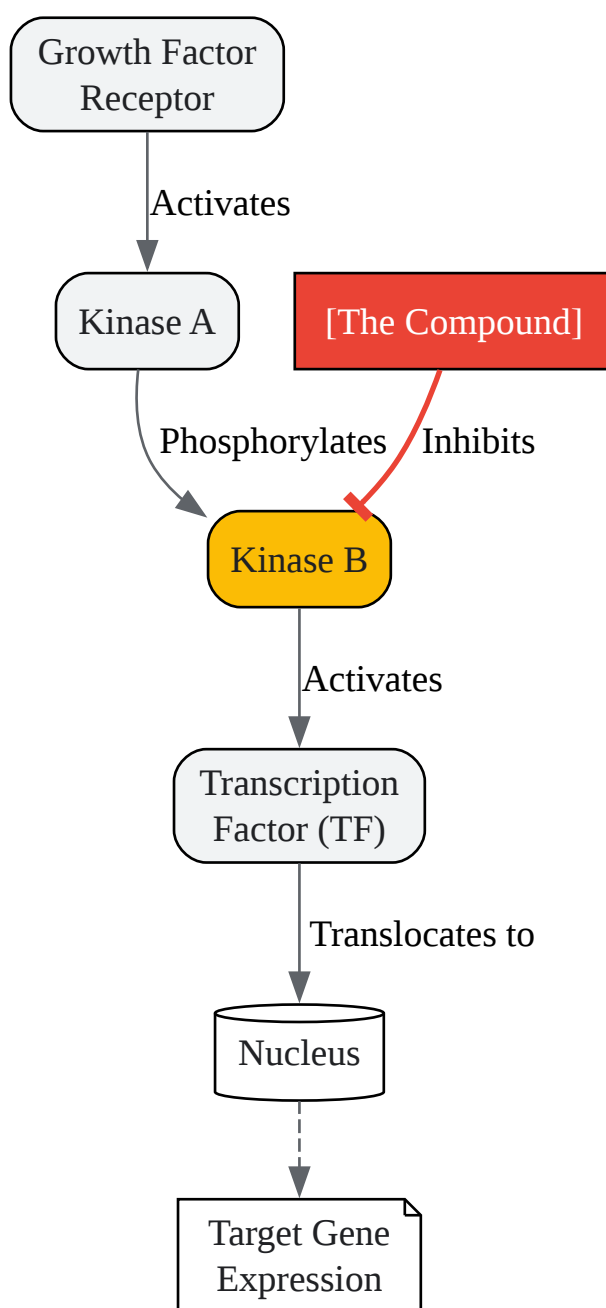 Growth Factor
Receptor
Activates
Kinase A
[The Compound]
Phosphorylates
Inhibits
Kinase B
Activates
Transcription
Factor (TF)
Translocates to
Nucleus
Target Gene
Expression